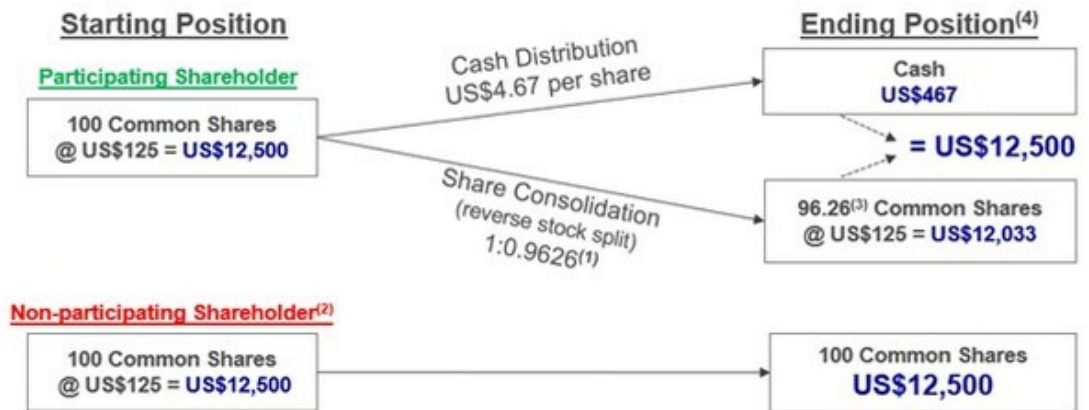 Starting Position
Ending Position(4)
Participating Shareholder
100 Common Shares
@ US$125 = US$12,500
Cash Distribution
US$4.67 per share
Cash
US$467
= US$12,500
Share Consolidation
(reverse stock split)
1:0.9626(1)
96.26(3) Common Shares
@ US$125 = US$12,033
Non-participating Shareholder(2)
100 Common Shares
@ US$125 = US$12,500
100 Common Shares
US$12,500